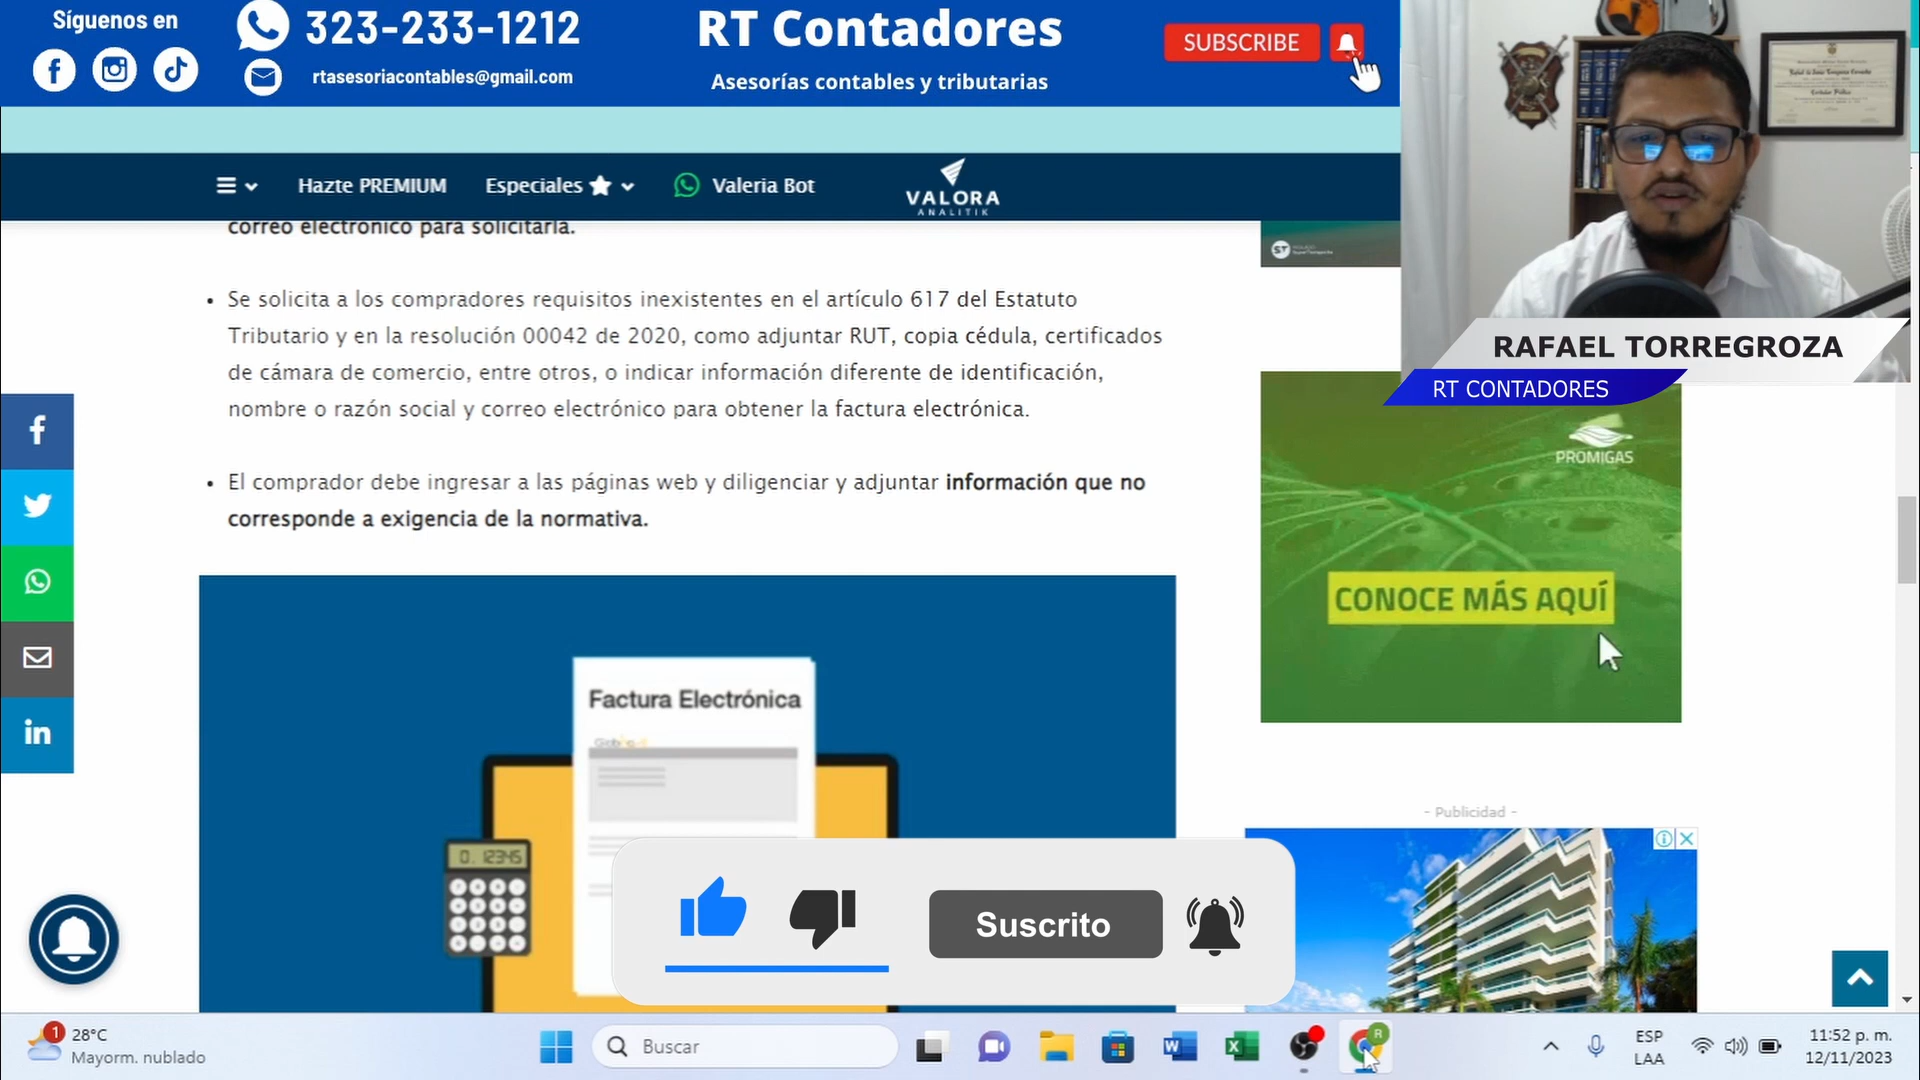 Síguenos en
323-233-1212
rtasesoriacontables@gmail.com
RT Contadores
Asesorías contables y tributarias
SUBSCRIBE
Hazte PREMIUM
Especiales
Valeria Bot
VALORA
ANALITIK
correo electrónico para solicitarla.
• Se solicita a los compradores requisitos inexistentes en el artículo 617 del Estatuto
Tributario y en la resolución 00042 de 2020, como adjuntar RUT, copia cédula, certificados
de cámara de comercio, entre otros, o indicar información diferente de identificación,
nombre o razón social y correo electrónico para obtener la factura electrónica.
• El comprador debe ingresar a las páginas web y diligenciar y adjuntar información que no
corresponde a exigencia de la normativa.
Factura Electrónica
0. 12345
RAFAEL TORREGROZA
RT CONTADORES
PROMIGAS
CONOCE MÁS AQUÍ
- Publicidad -
Suscrito
1
28°C
Mayorm. nublado
Buscar
R
ESP
LAA
11:52 p. m.
12/11/2023